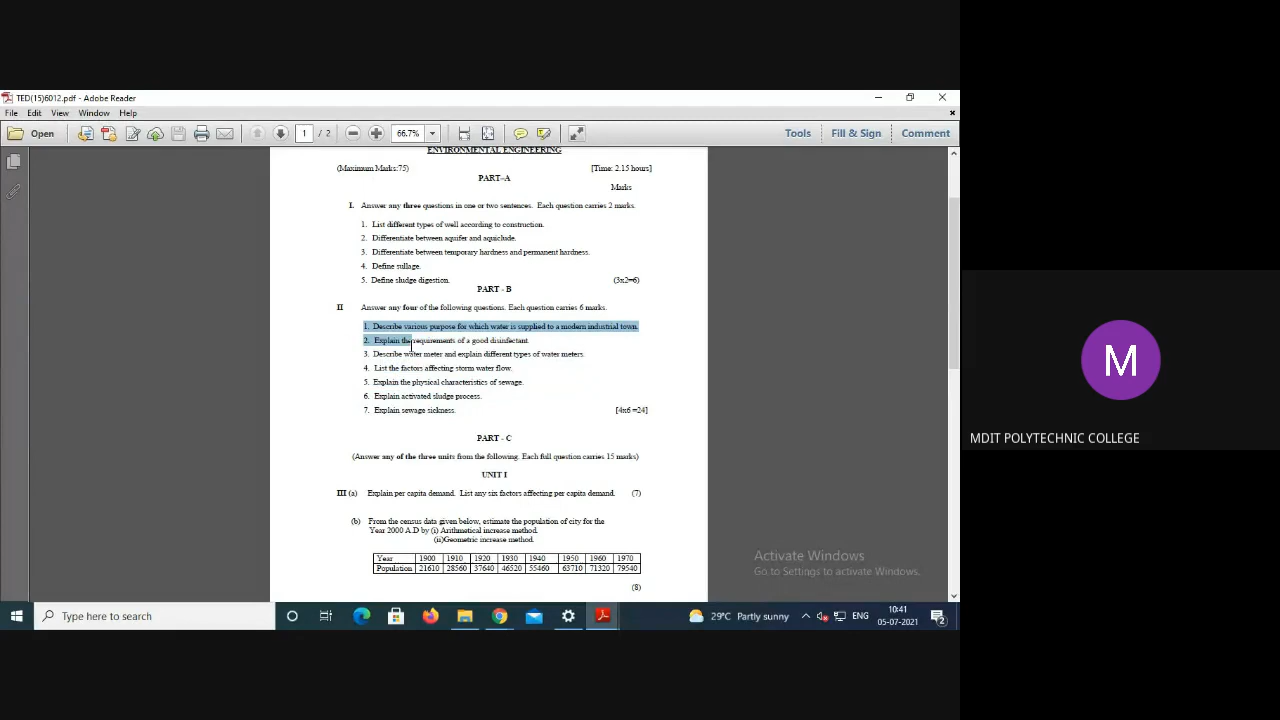 TED(15)6012.pdf - Adobe Reader
File Edit View Window Help
Open 1 / 2 66.7% Tools Fill & Sign Comment
ENVIRONMENTAL ENGINEERING
(Maximum Marks:75) [Time: 2.15 hours]
PART–A
Marks
I. Answer any three questions in one or two sentences. Each question carries 2 marks.
1. List different types of well according to construction.
2. Differentiate between aquifer and aquiclude.
3. Differentiate between temporary hardness and permanent hardness.
4. Define sullage.
5. Define sludge digestion. (3x2=6)
PART - B
II Answer any four of the following questions. Each question carries 6 marks.
1. Describe various purpose for which water is supplied to a modern industrial town.
2. Explain the requirements of a good disinfectant.
3. Describe water meter and explain different types of water meters.
4. List the factors affecting storm water flow.
5. Explain the physical characteristics of sewage.
6. Explain activated sludge process.
7. Explain sewage sickness. [4x6 =24]
PART - C
(Answer any of the three units from the following. Each full question carries 15 marks)
UNIT I
III (a) Explain per capita demand. List any six factors affecting per capita demand. (7)
(b) From the census data given below, estimate the population of city for the
Year 2000 A.D by (i) Arithmetical increase method.
(ii)Geometric increase method.
Year 1900 1910 1920 1930 1940 1950 1960 1970
Population 21610 28560 37640 46520 55460 63710 71320 79540
(8)
Activate Windows
Go to Settings to activate Windows.
Type here to search
29°C Partly sunny ENG 10:41
05-07-2021 2
M
MDIT POLYTECHNIC COLLEGE